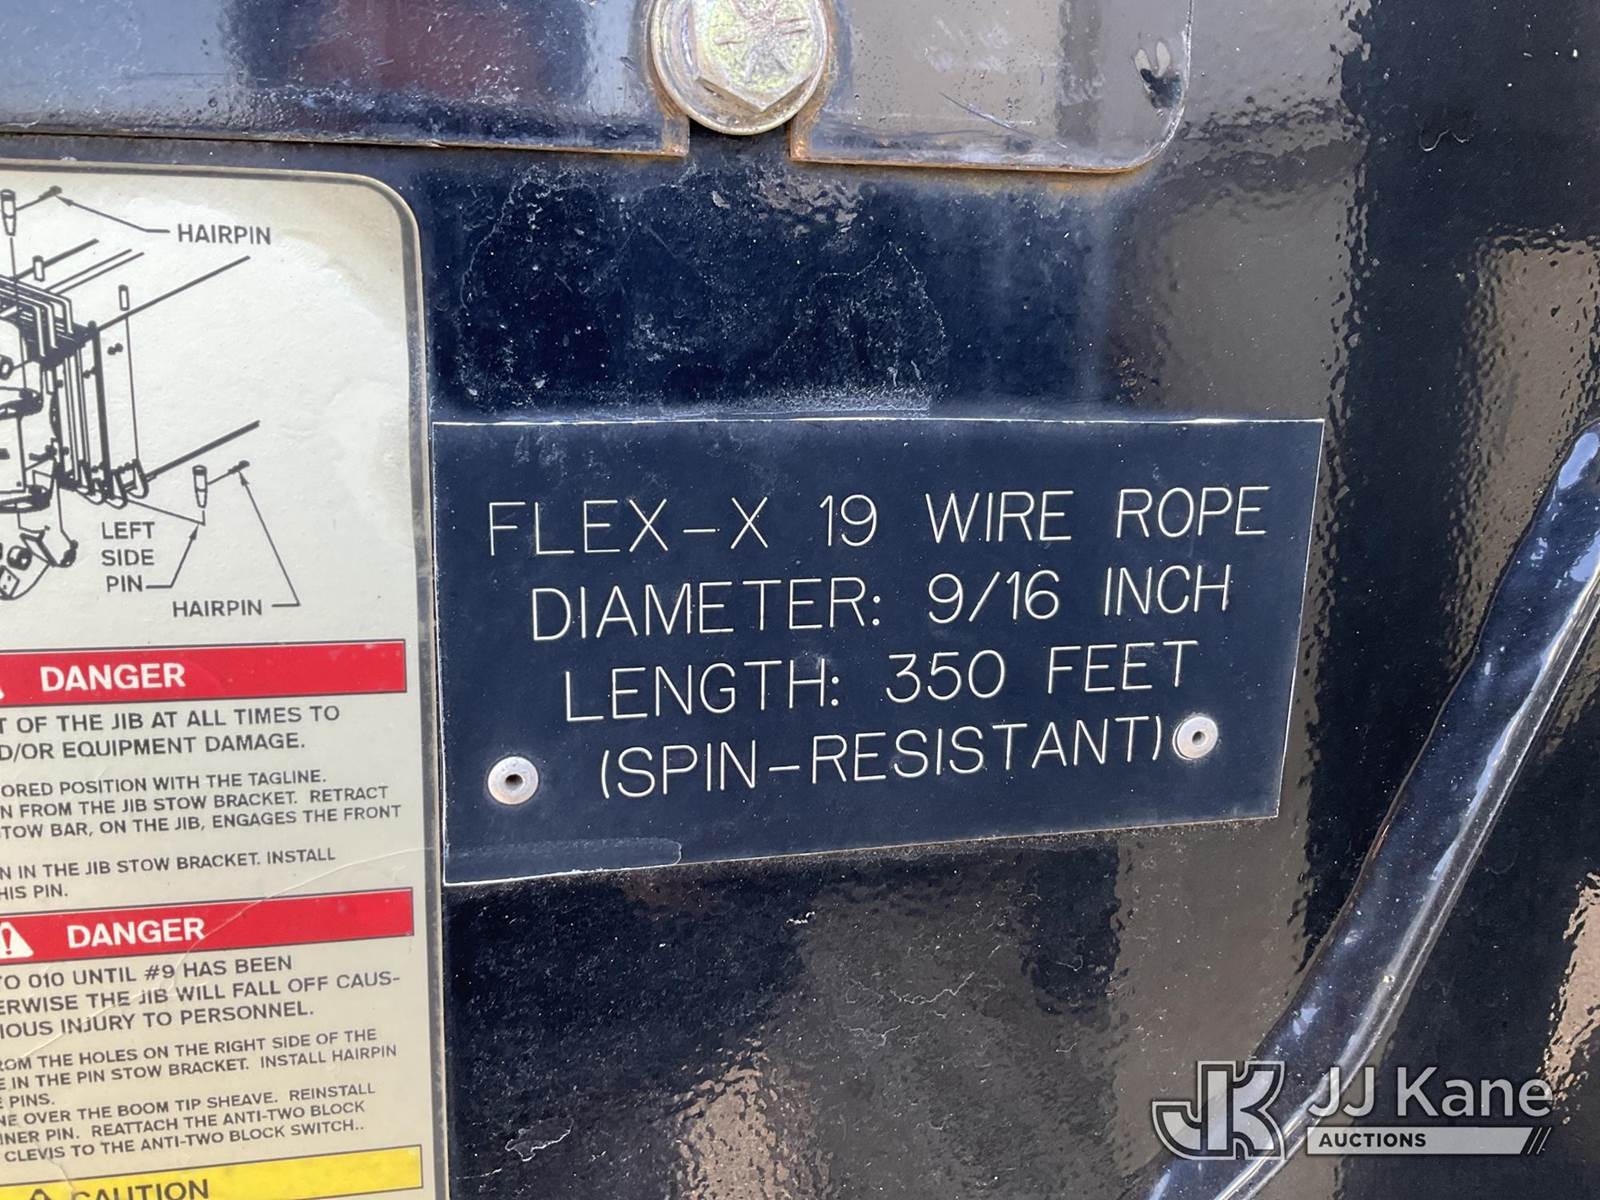 HAIRPIN
LEFT
SIDE
PIN
HAIRPIN
DANGER
T OF THE JIB AT ALL TIMES TO
D/OR EQUIPMENT DAMAGE.
ORED POSITION WITH THE TAGLINE.
N FROM THE JIB STOW BRACKET. RETRACT
TOW BAR, ON THE JIB, ENGAGES THE FRONT
N IN THE JIB STOW BRACKET. INSTALL
HIS PIN.
DANGER
TO 010 UNTIL #9 HAS BEEN
ERWISE THE JIB WILL FALL OFF CAUS-
IOUS INJURY TO PERSONNEL.
ROM THE HOLES ON THE RIGHT SIDE OF THE
E IN THE PIN STOW BRACKET. INSTALL HAIRPIN
PINS.
NE OVER THE BOOM TIP SHEAVE. REINSTALL
INER PIN. REATTACH THE ANTI-TWO BLOCK
CLEVIS TO THE ANTI-TWO BLOCK SWITCH..
CAUTION
FLEX-X 19 WIRE ROPE
DIAMETER: 9/16 INCH
LENGTH: 350 FEET
(SPIN-RESISTANT)
JK JJ Kane
AUCTIONS